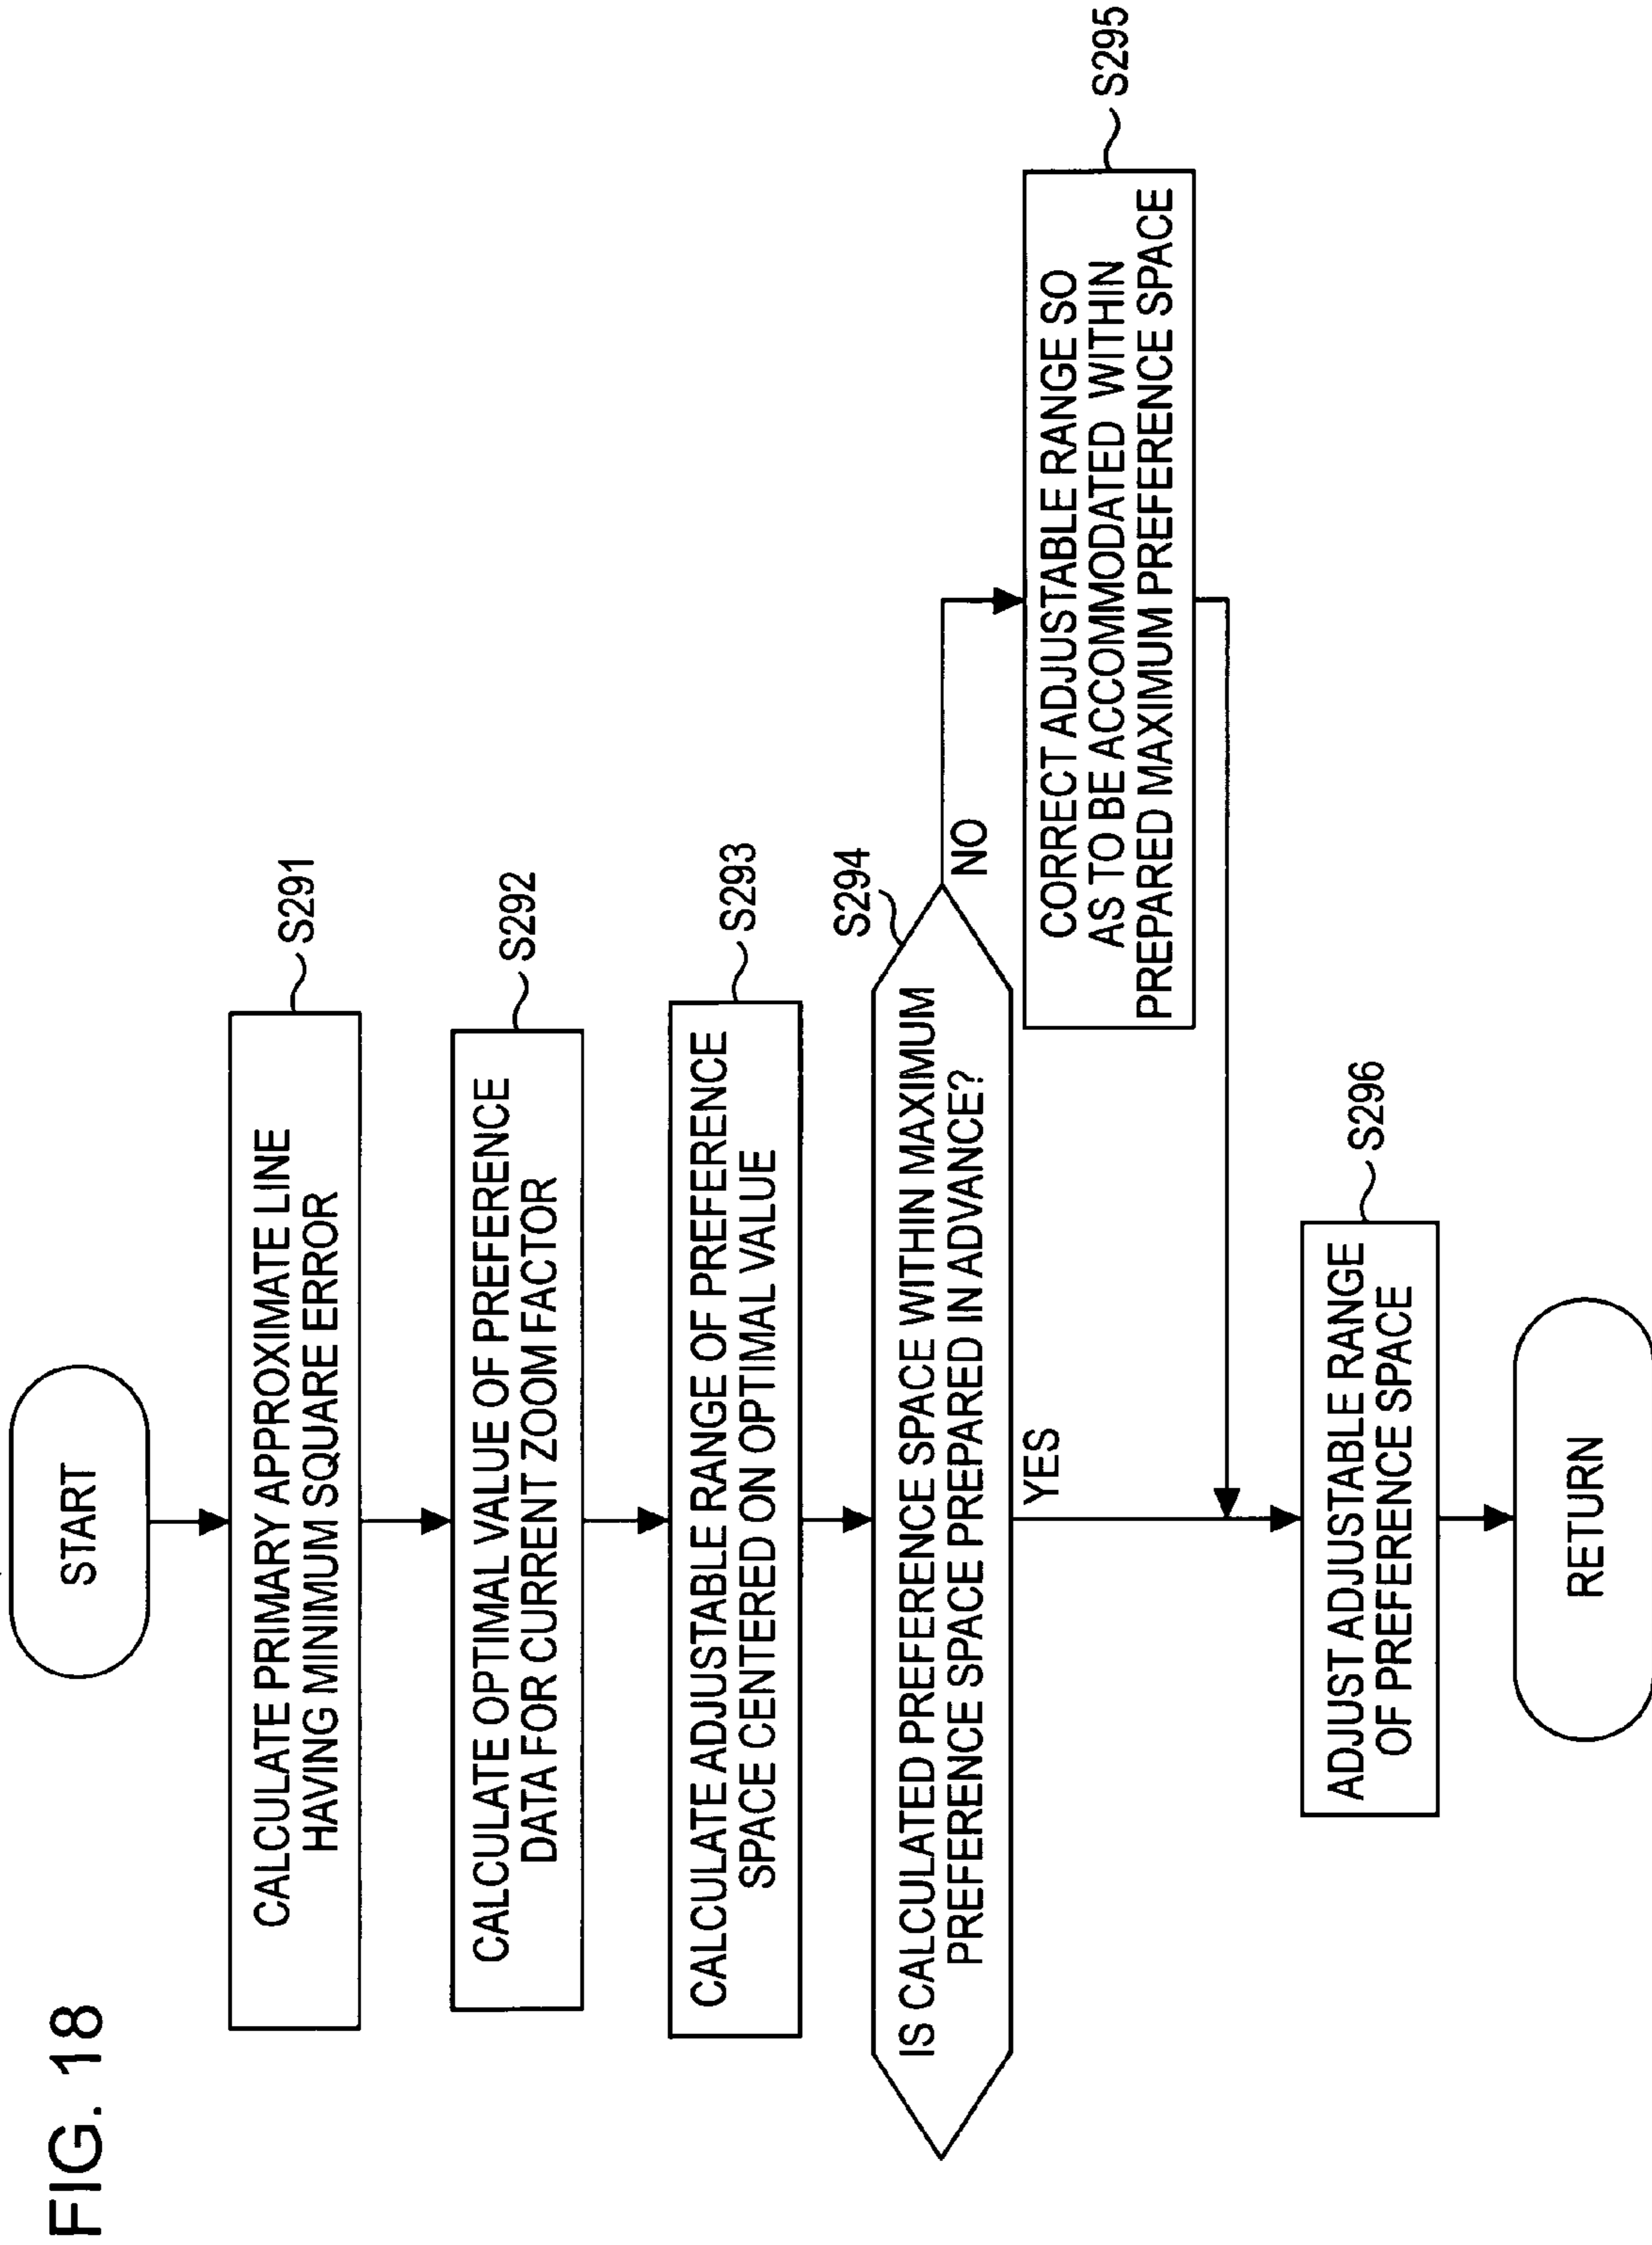 FIG. 18
START
CALCULATE PRIMARY APPROXIMATE LINE
HAVING MINIMUM SQUARE ERROR
S291
CALCULATE OPTIMAL VALUE OF PREFERENCE
DATA FOR CURRENT ZOOM FACTOR
S292
CALCULATE ADJUSTABLE RANGE OF PREFERENCE
SPACE CENTERED ON OPTIMAL VALUE
S293
IS CALCULATED PREFERENCE SPACE WITHIN MAXIMUM
PREFERENCE SPACE PREPARED IN ADVANCE?
S294
NO
YES
CORRECT ADJUSTABLE RANGE SO
AS TO BE ACCOMMODATED WITHIN
PREPARED MAXIMUM PREFERENCE SPACE
S295
ADJUST ADJUSTABLE RANGE
OF PREFERENCE SPACE
S296
RETURN